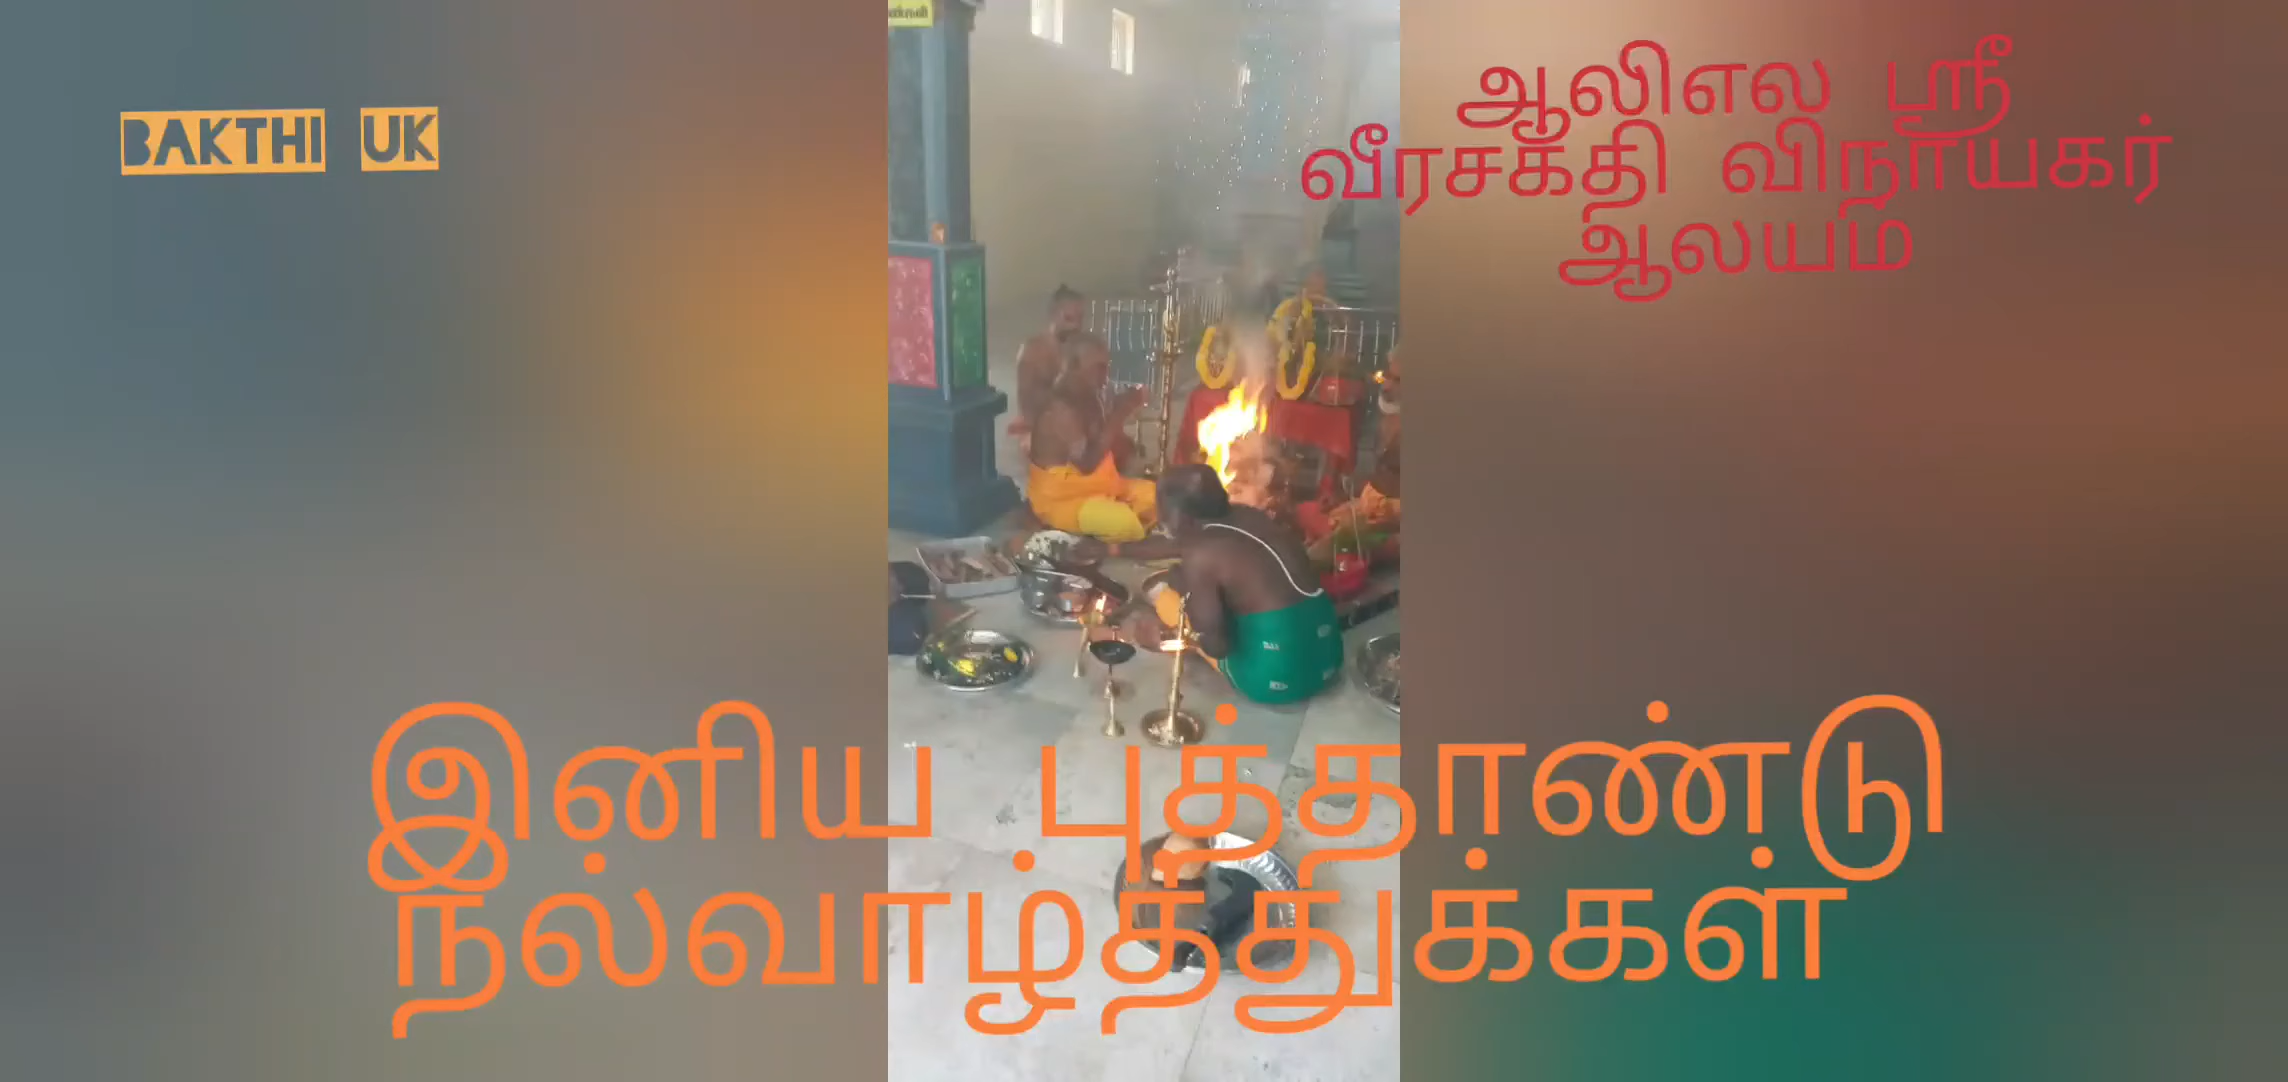 BAKTHI UK
ஆலிஎல ஸ்ரீ
வீரசக்தி விநாயகர்
ஆலயம்
இனிய புத்தாண்டு
நல்வாழ்த்துக்கள்